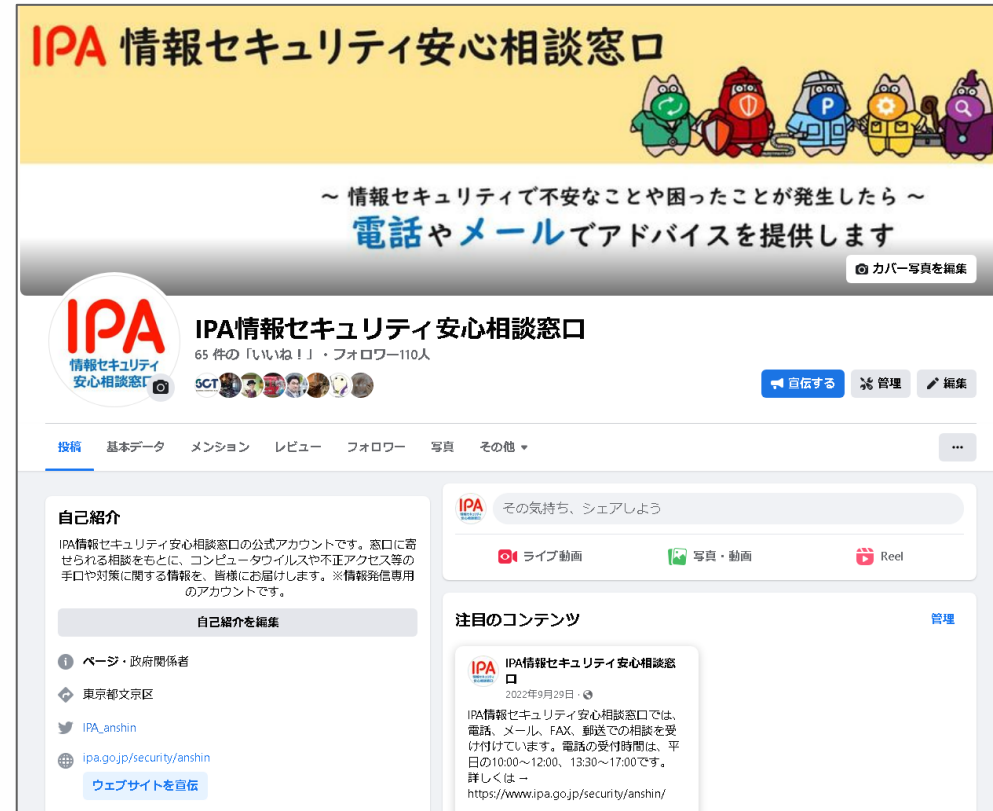 IPA 情報セキュリティ安心相談窓口
P
～ 情報セキュリティで不安なことや困ったことが発生したら ～
電話やメールでアドバイスを提供します
カバー写真を編集
IPA
情報セキュリティ
安心相談窓口
IPA情報セキュリティ安心相談窓口
65 件の「いいね！」・フォロワー110人
SCT
宣伝する
管理
編集
投稿
基本データ
メンション
レビュー
フォロワー
写真
その他
自己紹介
IPA情報セキュリティ安心相談窓口の公式アカウントです。窓口に寄
せられる相談をもとに、コンピュータウイルスや不正アクセス等の
手口や対策に関する情報を、皆様にお届けします。※情報発信専用
のアカウントです。
自己紹介を編集
ページ・政府関係者
東京都文京区
IPA_anshin
ipa.go.jp/security/anshin
ウェブサイトを宣伝
IPA
その気持ち、シェアしよう
ライブ動画
写真・動画
Reel
注目のコンテンツ
管理
IPA
IPA情報セキュリティ安心相談窓
口
2022年9月29日
IPA情報セキュリティ安心相談窓口では、
電話、メール、FAX、郵送での相談を受
け付けています。電話の受付時間は、平
日の10:00～12:00、13:30～17:00です。
詳しくは→
https://www.ipa.go.jp/security/anshin/